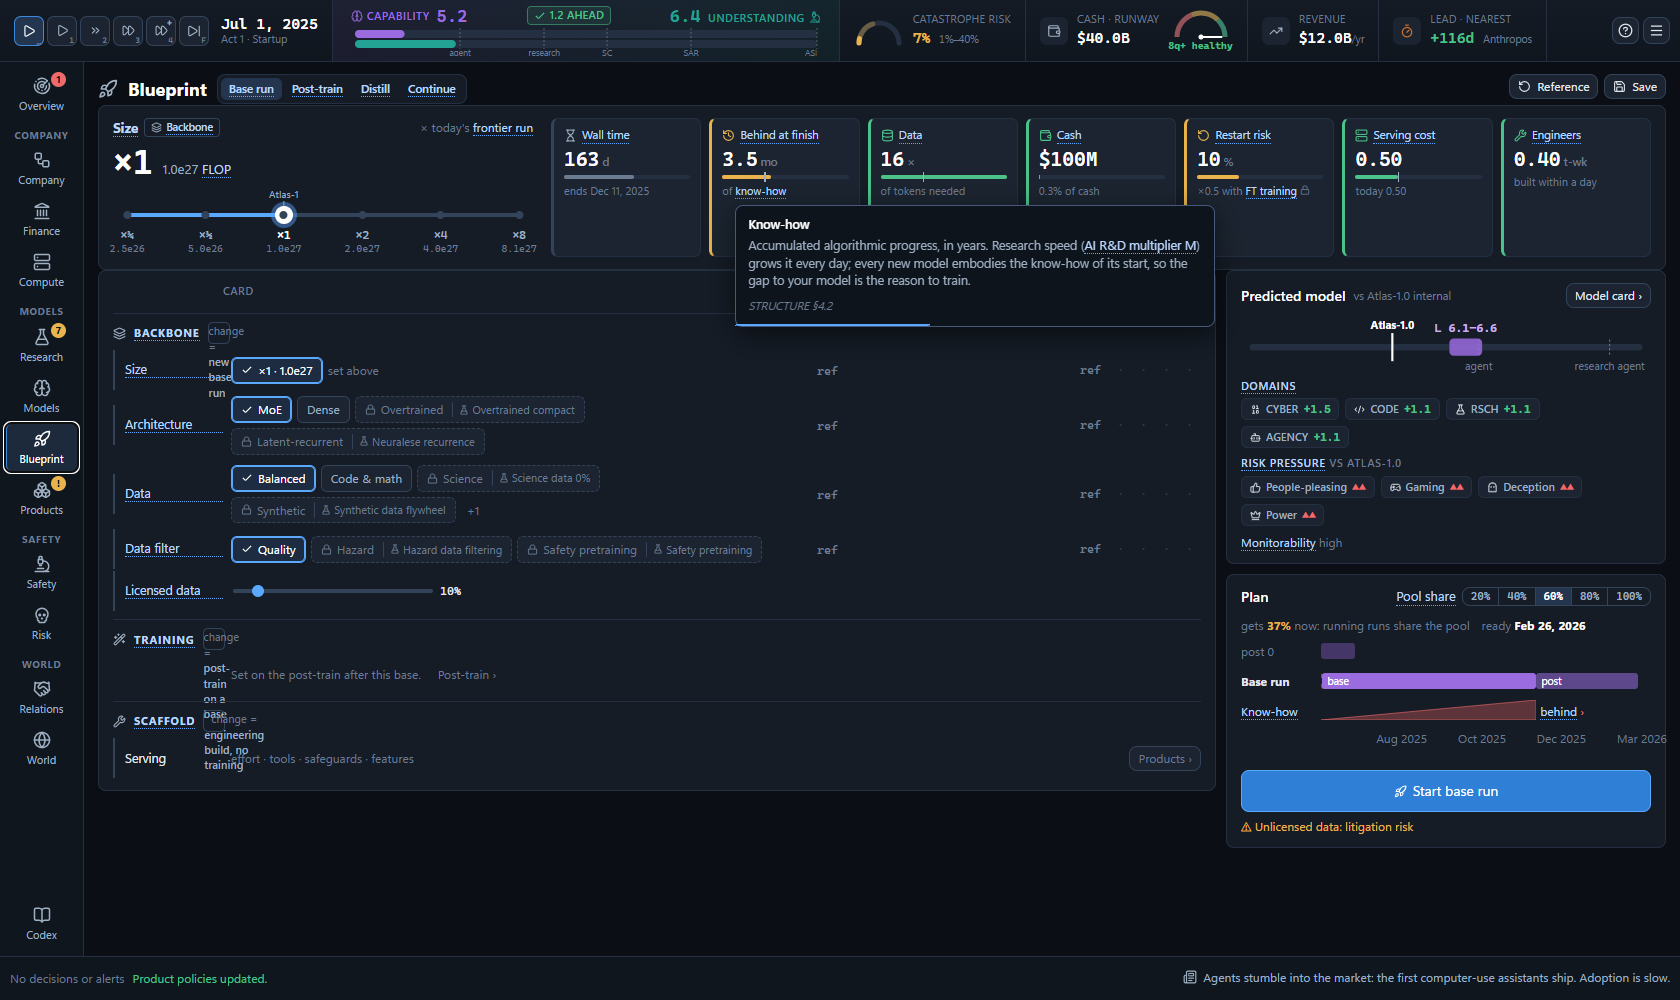 Jul 1, 2025
Act 1 · Startup
1
2
3
4
F
CAPABILITY 5.2
1.2 AHEAD
6.4 UNDERSTANDING
agent
research
SC
SAR
ASI
CATASTROPHE RISK
7% 1%–40%
CASH · RUNWAY
$40.0B
8q+ healthy
REVENUE
$12.0B/yr
LEAD · NEAREST
+116d Anthropos
1
Overview
COMPANY
Company
Finance
Compute
MODELS
7
Research
Models
Blueprint
!
Products
SAFETY
Safety
Risk
WORLD
Relations
World
Codex
Blueprint
Base run
Post-train
Distill
Continue
Reference
Save
Size
Backbone
× today's frontier run
×1 1.0e27 FLOP
Atlas-1
×¼
2.5e26
×½
5.0e26
×1
1.0e27
×2
2.0e27
×4
4.0e27
×8
8.1e27
Wall time
163 d
ends Dec 11, 2025
Behind at finish
3.5 mo
of know-how
Data
16 ×
of tokens needed
Cash
$100M
0.3% of cash
Restart risk
10 %
×0.5 with FT training
Serving cost
0.50
today 0.50
Engineers
0.40 t-wk
built within a day
Know-how
Accumulated algorithmic progress, in years. Research speed (AI R&D multiplier M)
grows it every day; every new model embodies the know-how of its start, so the
gap to your model is the reason to train.
STRUCTURE §4.2
CARD
BACKBONE
change = new base run
Size
×1 · 1.0e27
set above
ref
ref
Architecture
MoE
Dense
Overtrained
Overtrained compact
Latent-recurrent
Neuralese recurrence
ref
ref
Data
Balanced
Code & math
Science
Science data 0%
Synthetic
Synthetic data flywheel
+1
ref
ref
Data filter
Quality
Hazard
Hazard data filtering
Safety pretraining
Safety pretraining
ref
ref
Licensed data
10%
TRAINING
change = post-train on a base
Set on the post-train after this base.
Post-train ›
SCAFFOLD
change = engineering build, no training
Serving
effort · tools · safeguards · features
Products ›
Predicted model vs Atlas-1.0 internal
Model card ›
Atlas-1.0
L 6.1–6.6
agent
research agent
DOMAINS
CYBER +1.5
CODE +1.1
RSCH +1.1
AGENCY +1.1
RISK PRESSURE VS ATLAS-1.0
People-pleasing
Gaming
Deception
Power
Monitorability high
Plan
Pool share
20%
40%
60%
80%
100%
gets 37% now: running runs share the pool
ready Feb 26, 2026
post 0
Base run
base
post
Know-how
behind ›
Aug 2025
Oct 2025
Dec 2025
Mar 2026
Start base run
Unlicensed data: litigation risk
No decisions or alerts
Product policies updated.
Agents stumble into the market: the first computer-use assistants ship. Adoption is slow.